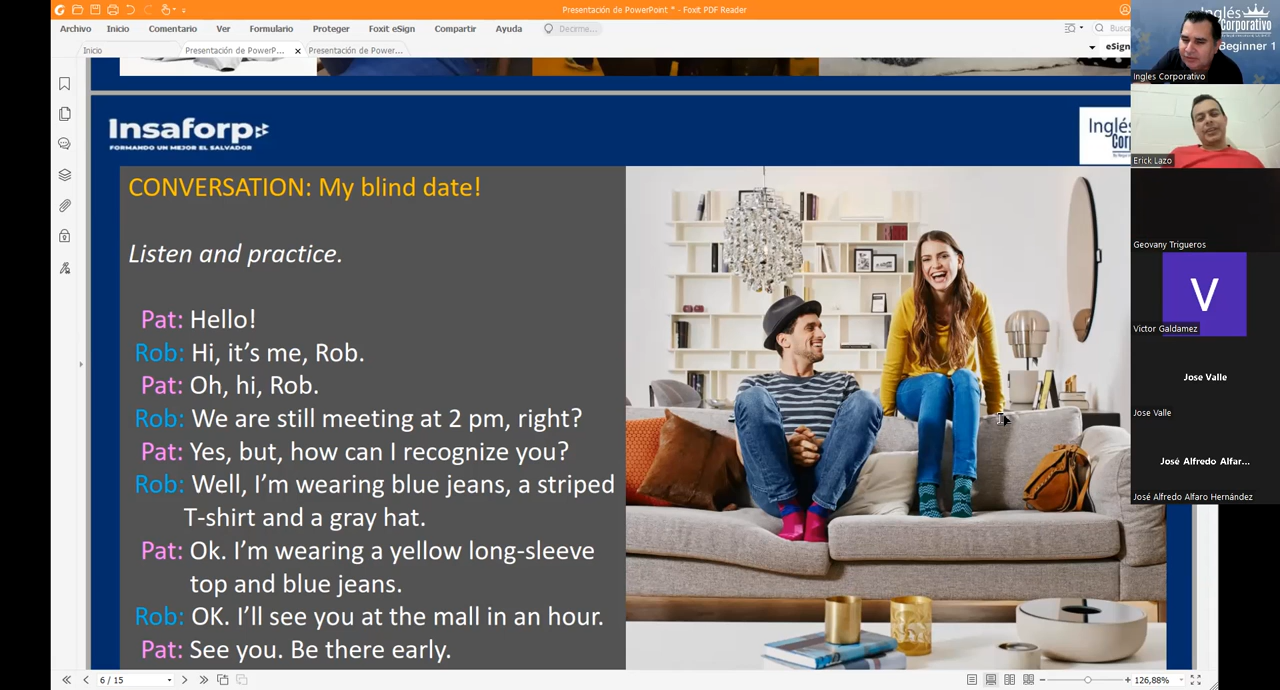 Presentación de PowerPoint * - Foxit PDF Reader
Archivo
Inicio
Comentario
Ver
Formulario
Proteger
Foxit eSign
Compartir
Ayuda
Decirme...
Busca
Inicio
Presentación de PowerP...
Presentación de Power...
eSign
Insaforp
FORMANDO UN MEJOR EL SALVADOR
Inglés
Corp
CONVERSATION: My blind date!
Listen and practice.
Pat: Hello!
Rob: Hi, it's me, Rob.
Pat: Oh, hi, Rob.
Rob: We are still meeting at 2 pm, right?
Pat: Yes, but, how can I recognize you?
Rob: Well, I'm wearing blue jeans, a striped
T-shirt and a gray hat.
Pat: Ok. I'm wearing a yellow long-sleeve
top and blue jeans.
Rob: OK. I'll see you at the mall in an hour.
Pat: See you. Be there early.
6 / 15
126,88%
Inglés
Corporativo
Beginner 1
Ingles Corporativo
Erick Lazo
Geovany Trigueros
V
Victor Galdamez
Jose Valle
Jose Valle
José Alfredo Alfar...
José Alfredo Alfaro Hernández